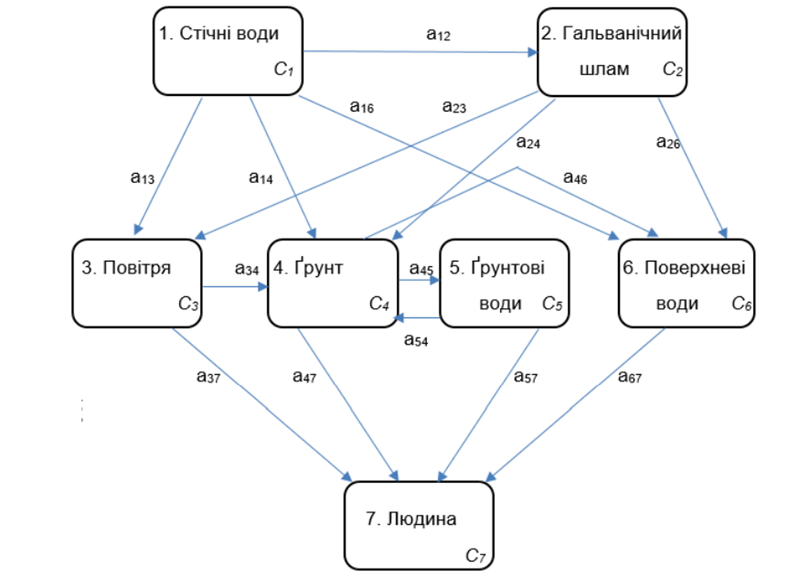 1. Стічні води
C1
a12
2. Гальванічний
шлам C2
a16
a23
a24
a26
a13
a14
a46
3. Повітря
C3
a34
4. Ґрунт
C4
a45
5. Ґрунтові
води C5
a54
6. Поверхневі
води C6
a37
a47
a57
a67
7. Людина
C7